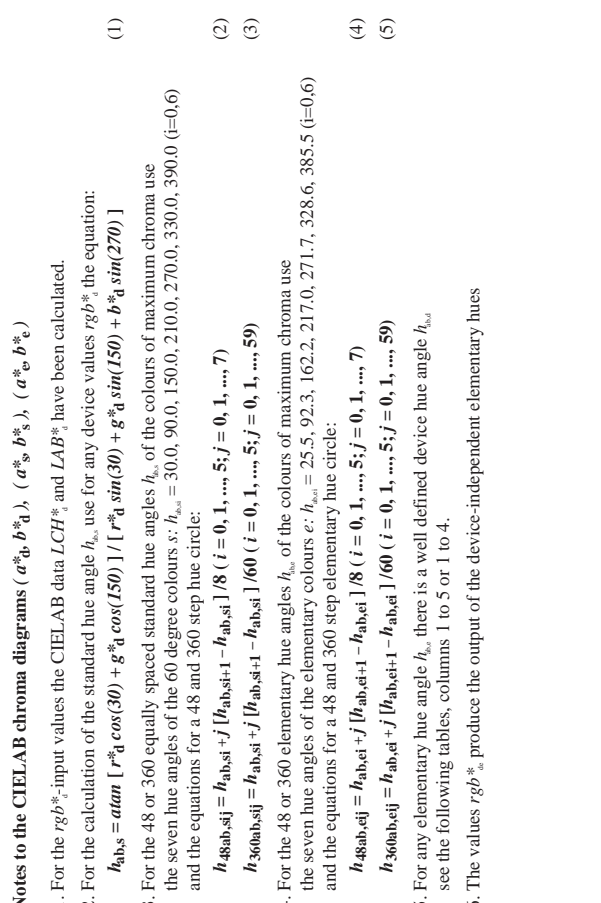 Notes to the CIELAB chroma diagrams ( a*d, b*d ), ( a*s, b*s ), ( a*e, b*e )
. For the rgb*d-input values the CIELAB data LCH* and LAB*d have been calculated.
2. For the calculation of the standard hue angle hab,s use for any device values rgb*d the equation:
hab,s = atan [ r*d cos(30) + g*d cos(150) ] / [ r*d sin(30) + g*d sin(150) + b*d sin(270) ] (1)
. For the 48 or 360 equally spaced standard hue angles hab,s of the colours of maximum chroma use
the seven hue angles of the 60 degree colours s: hab,si = 30.0, 90.0, 150.0, 210.0, 270.0, 330.0, 390.0 (i=0,6)
and the equations for a 48 and 360 step hue circle:
h48ab,sij = hab,si +j [hab,si+1 − hab,si ] /8 ( i = 0, 1, ..., 5; j = 0, 1, ..., 7) (2)
h360ab,sij = hab,si +j [hab,si+1 − hab,si ] /60 ( i = 0, 1, ..., 5; j = 0, 1, ..., 59) (3)
. For the 48 or 360 elementary hue angles hab,e of the colours of maximum chroma use
the seven hue angles of the elementary colours e: hab,ei = 25.5, 92.3, 162.2, 217.0, 271.7, 328.6, 385.5 (i=0,6)
and the equations for a 48 and 360 step elementary hue circle:
h48ab,eij = hab,ei +j [hab,ei+1 − hab,ei ] /8 ( i = 0, 1, ..., 5; j = 0, 1, ..., 7) (4)
h360ab,eij = hab,ei +j [hab,ei+1 − hab,ei ] /60 ( i = 0, 1, ..., 5; j = 0, 1, ..., 59) (5)
. For any elementary hue angle hab,e there is a well defined device hue angle hab,d
see the following tables, columns 1 to 5 or 1 to 4.
. The values rgb*de produce the output of the device-independent elementary hues